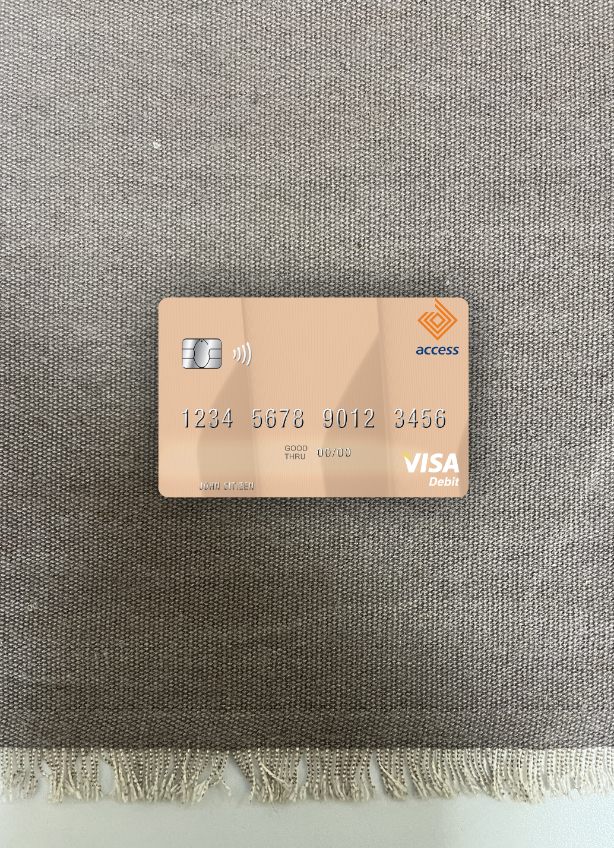 access
1234 5678 9012 3456
GOOD
THRU 00/00
VISA
Debit
JOHN CITIZEN